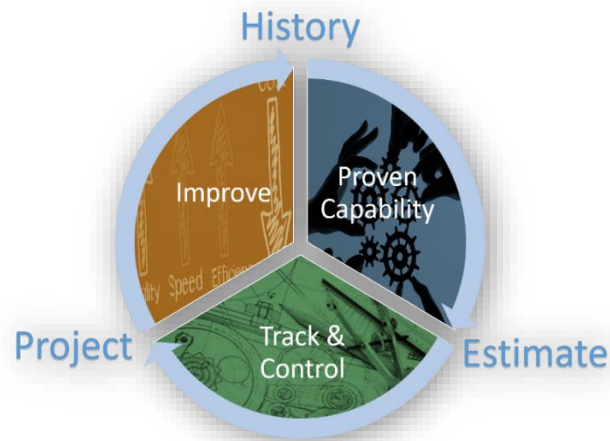 History
Improve
Proven
Capability
Speed
Track &
Control
Project
Estimate